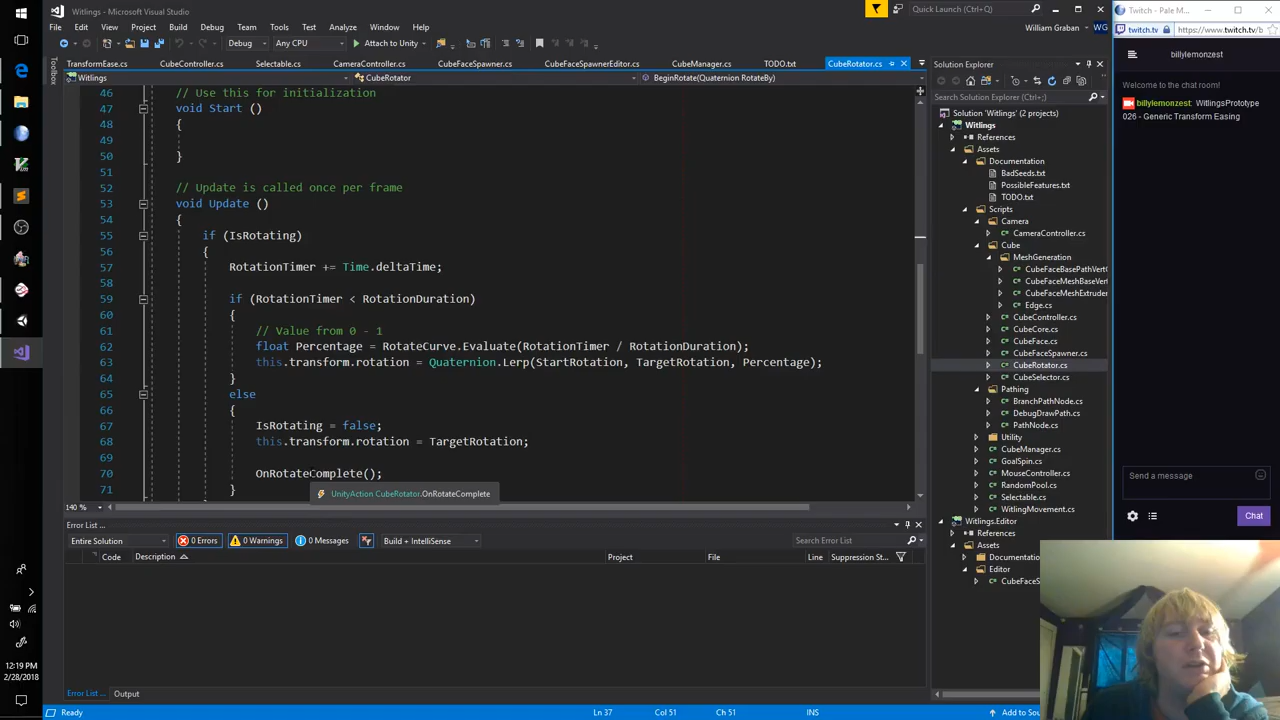 Witlings - Microsoft Visual Studio
Quick Launch (Ctrl+Q)
File Edit View Project Build Debug Team Tools Test Analyze Window Help
William Graban WG
Debug Any CPU Attach to Unity
TransformEase.cs CubeController.cs Selectable.cs CameraController.cs CubeFaceSpawner.cs CubeFaceSpawnerEditor.cs CubeManager.cs TODO.txt CubeRotator.cs
Witlings CubeRotator BeginRotate(Quaternion RotateBy)
Toolbox
46 // Use this for initialization
47 void Start ()
48 {
49
50 }
51
52 // Update is called once per frame
53 void Update ()
54 {
55 if (IsRotating)
56 {
57 RotationTimer += Time.deltaTime;
58
59 if (RotationTimer < RotationDuration)
60 {
61 // Value from 0 - 1
62 float Percentage = RotateCurve.Evaluate(RotationTimer / RotationDuration);
63 this.transform.rotation = Quaternion.Lerp(StartRotation, TargetRotation, Percentage);
64 }
65 else
66 {
67 IsRotating = false;
68 this.transform.rotation = TargetRotation;
69
70 OnRotateComplete();
71 }
UnityAction CubeRotator.OnRotateComplete
140 %
Error List ...
Entire Solution 0 Errors 0 Warnings 0 Messages Build + IntelliSense Search Error List
Code Description Project File Line Suppression St...
Error List ... Output
Ready Ln 37 Col 51 Ch 51 INS Add to Sou
12:19 PM
2/28/2018
Solution Explorer
Search Solution Explorer (Ctrl+;)
Solution 'Witlings' (2 projects)
Witlings
References
Assets
Documentation
BadSeeds.txt
PossibleFeatures.txt
TODO.txt
Scripts
Camera
CameraController.cs
Cube
MeshGeneration
CubeFaceBasePathVert
CubeFaceMeshBaseVer
CubeFaceMeshExtruder
Edge.cs
CubeController.cs
CubeCore.cs
CubeFace.cs
CubeFaceSpawner.cs
CubeRotator.cs
CubeSelector.cs
Pathing
BranchPathNode.cs
DebugDrawPath.cs
PathNode.cs
Utility
CubeManager.cs
GoalSpin.cs
MouseController.cs
RandomPool.cs
Selectable.cs
WitlingMovement.cs
Witlings.Editor
References
Assets
Documentatio
Editor
CubeFaceS
Twitch - Pale M...
twitch.tv https://www.twitch.tv/b
billylemonzest
Welcome to the chat room!
billylemonzest: WitlingsPrototype
026 - Generic Transform Easing
Send a message
Chat